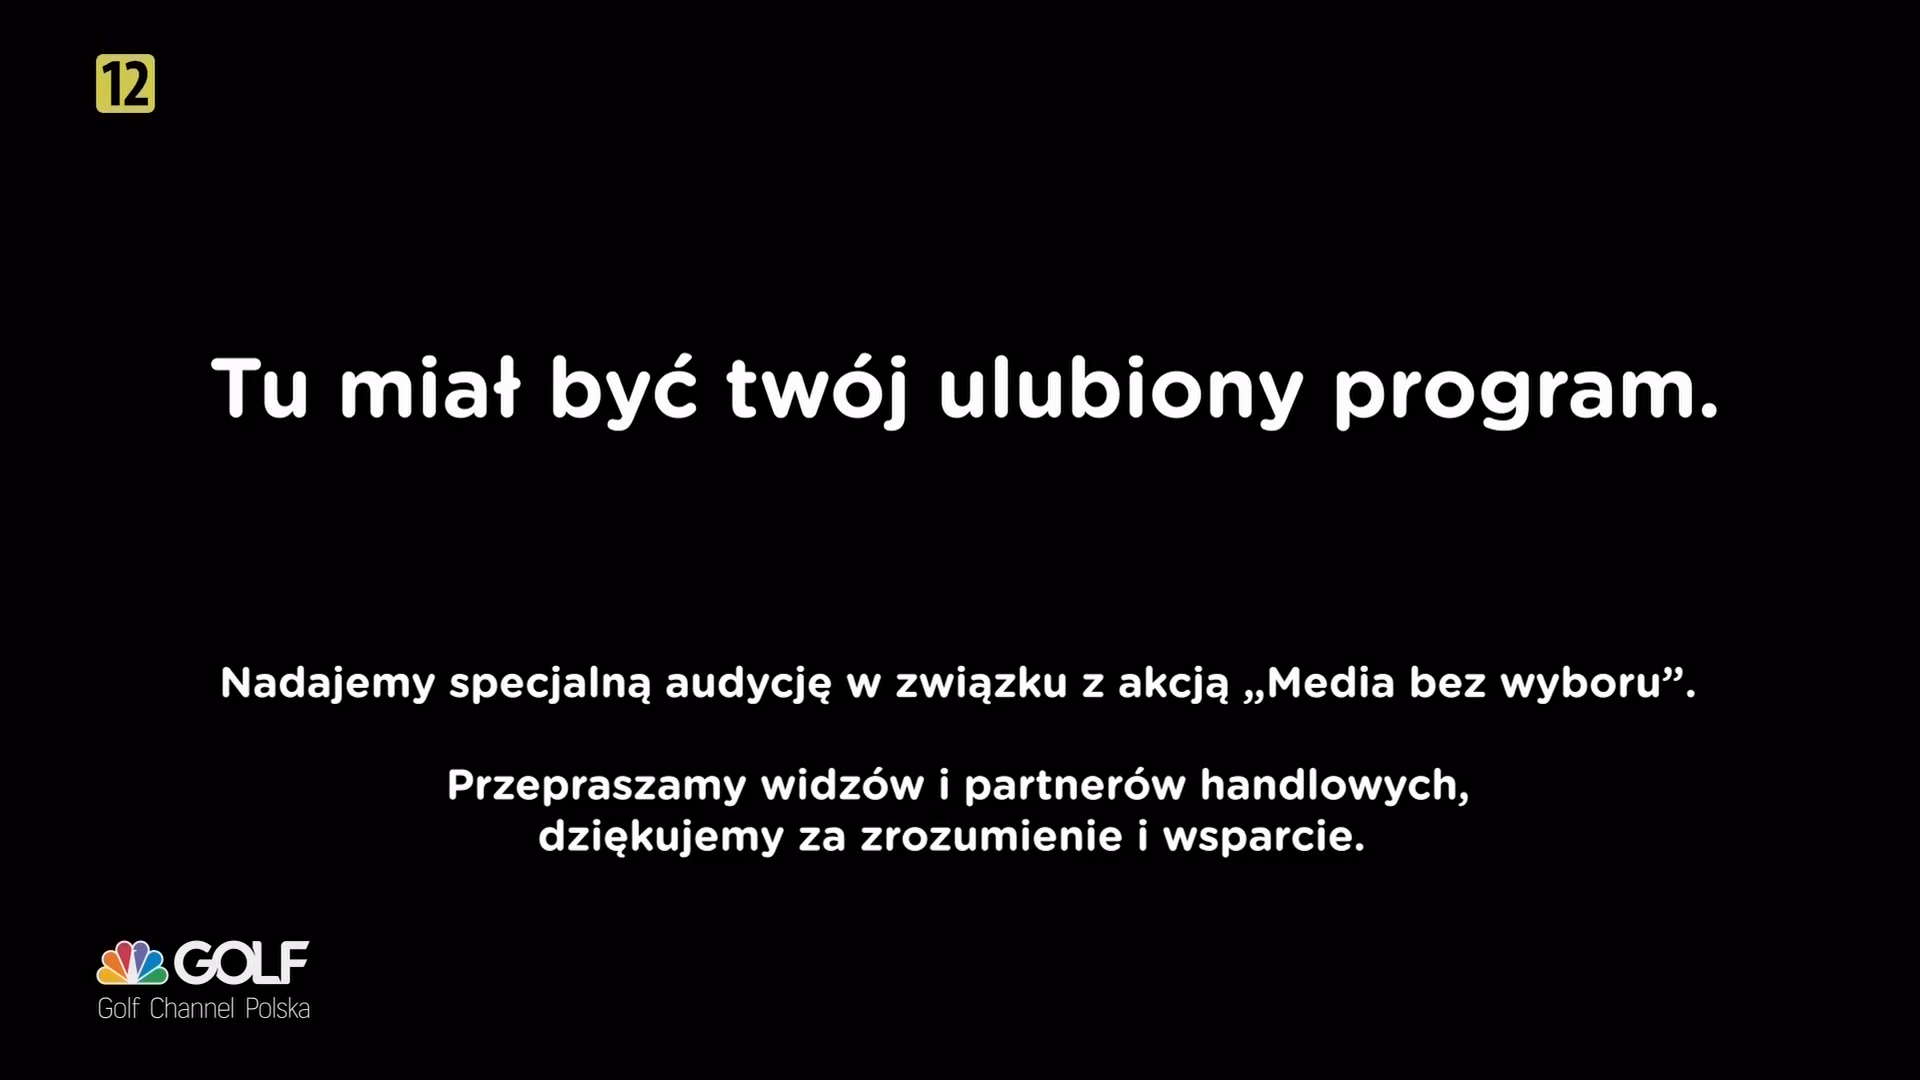 12
Tu miał być twój ulubiony program.
Nadajemy specjalną audycję w związku z akcją „Media bez wyboru”.
Przepraszamy widzów i partnerów handlowych,
dziękujemy za zrozumienie i wsparcie.
GOLF
Golf Channel Polska